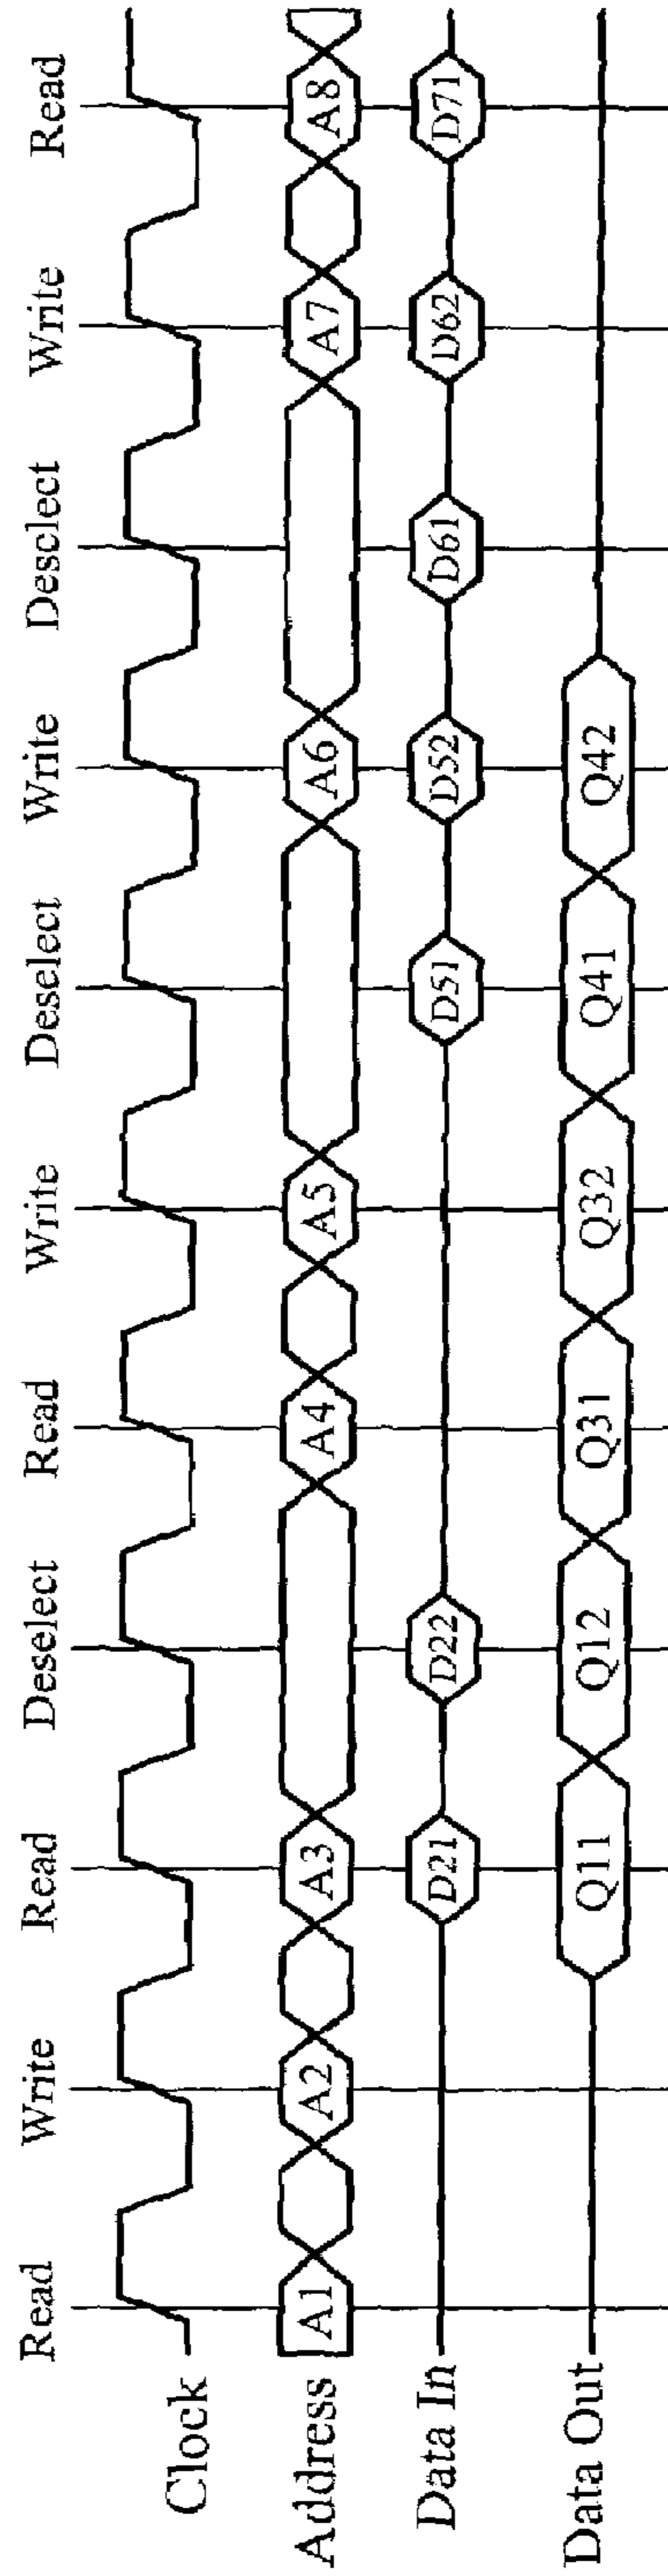 Read Write Read Deselect Read Write Deselect Write Desclect Write Read
Clock
Address A1 A2 A3 A4 A5 A6 A7 A8
Data In D21 D22 D51 D52 D61 D62 D71
Data Out Q11 Q12 Q31 Q32 Q41 Q42